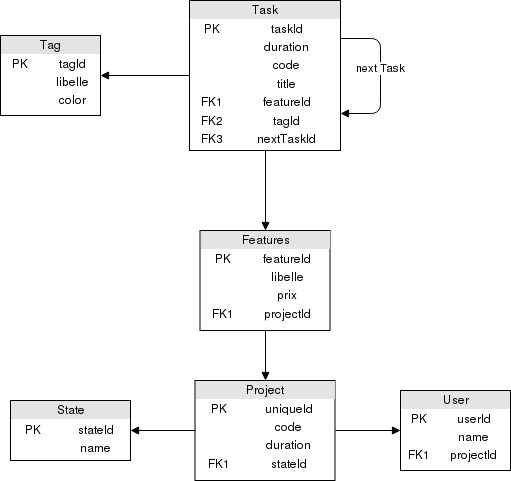 Task
PK taskId
duration
code
title
FK1 featureId
FK2 tagId
FK3 nextTaskId
next Task
Tag
PK tagId
libelle
color
Features
PK featureId
libelle
prix
FK1 projectId
Project
PK uniqueId
code
duration
FK1 stateId
State
PK stateId
name
User
PK userId
name
FK1 projectId